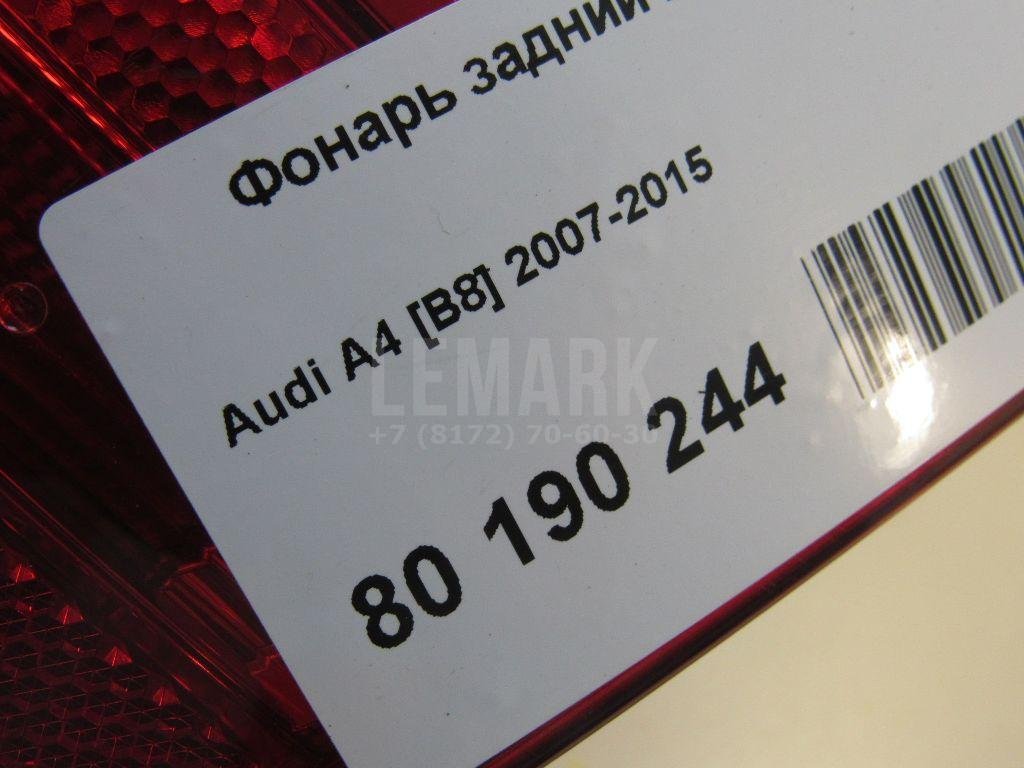 Фонарь задний
Audi A4 [B8] 2007-2015
LEMARK
+7 (8172) 70-60-30
80 190 244